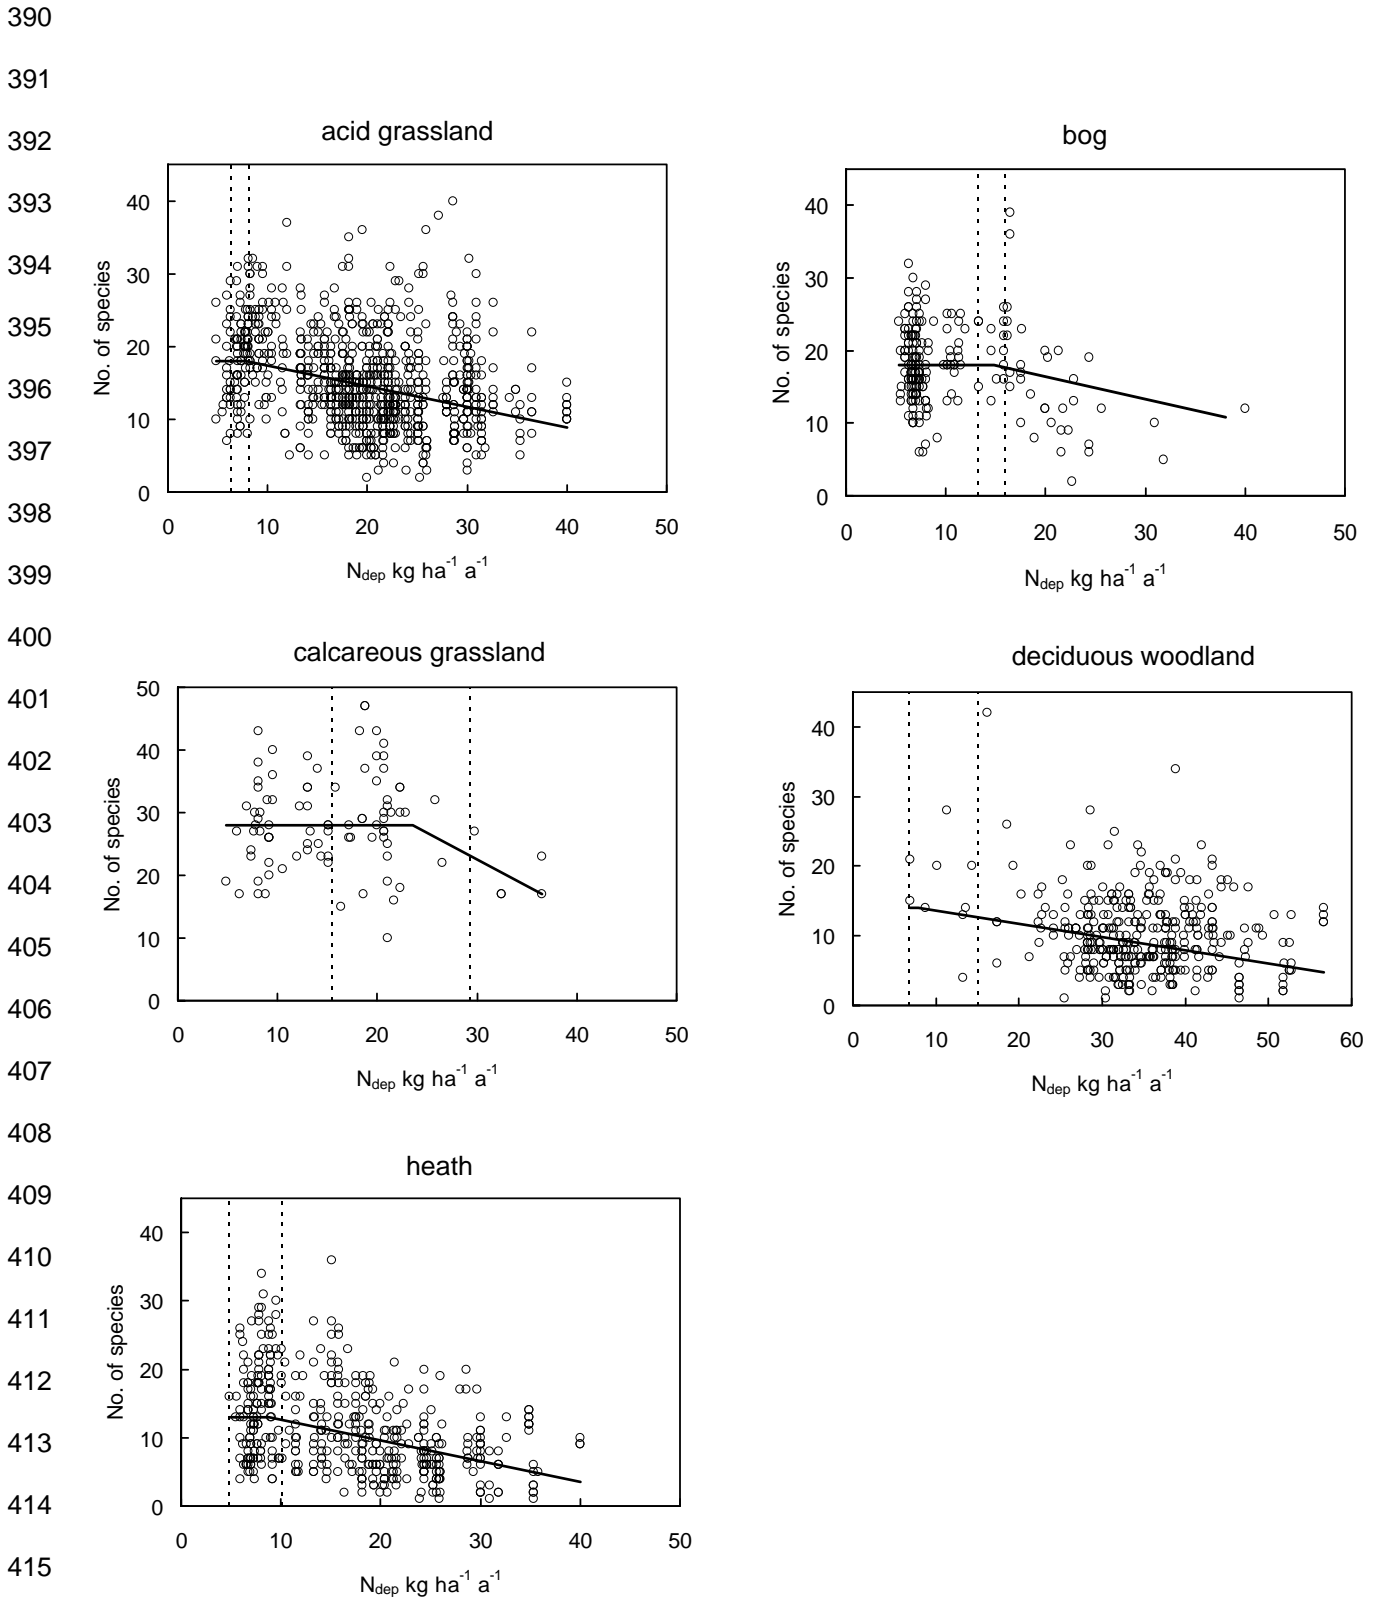 390
391
392
393
394
395
396
397
398
399
400
401
402
403
404
405
406
407
408
409
410
411
412
413
414
415
acid grassland
No. of species
40
30
20
10
0
0 10 20 30 40 50
Ndep kg ha-1 a-1
bog
No. of species
40
30
20
10
0
0 10 20 30 40 50
Ndep kg ha-1 a-1
calcareous grassland
No. of species
50
40
30
20
10
0
0 10 20 30 40 50
Ndep kg ha-1 a-1
deciduous woodland
No. of species
40
30
20
10
0
0 10 20 30 40 50 60
Ndep kg ha-1 a-1
heath
No. of species
40
30
20
10
0
0 10 20 30 40 50
Ndep kg ha-1 a-1